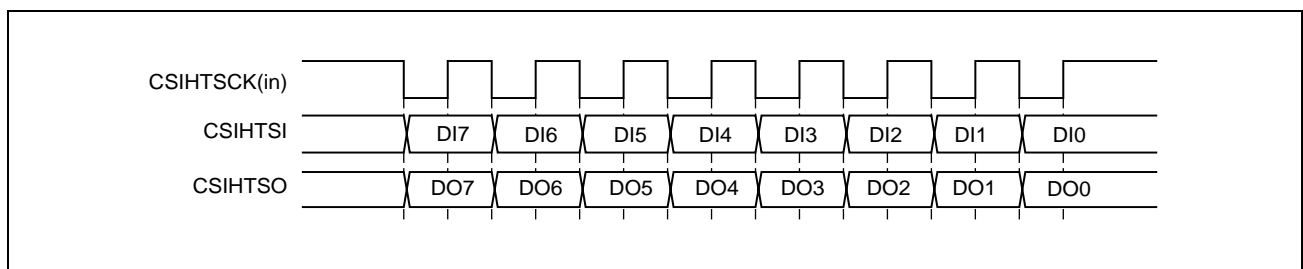 CSIHTSCK(in)
CSIHTSI DI7 DI6 DI5 DI4 DI3 DI2 DI1 DI0
CSIHTSO DO7 DO6 DO5 DO4 DO3 DO2 DO1 DO0